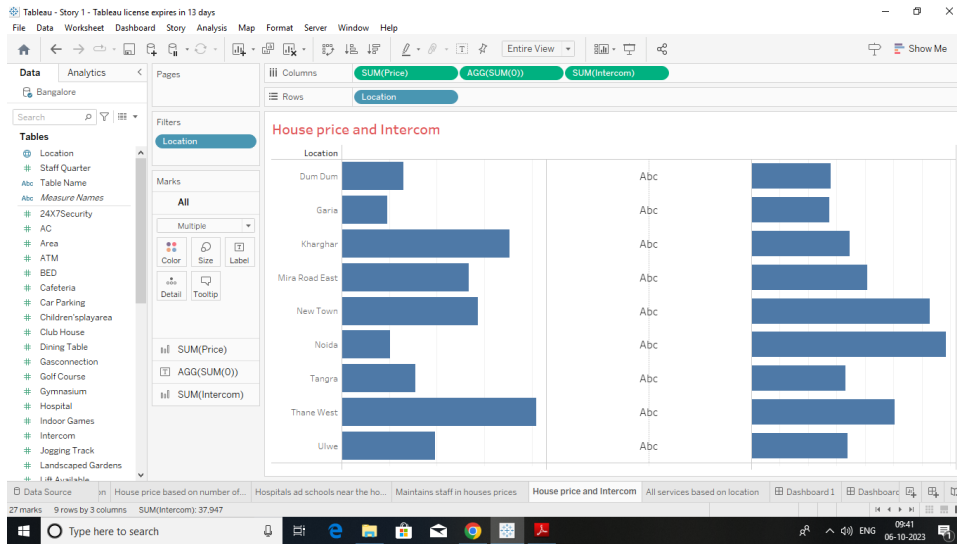 Tableau - Story 1 - Tableau license expires in 13 days
File Data Worksheet Dashboard Story Analysis Map Format Server Window Help
Entire View
Show Me
Data Analytics
Pages
Columns
SUM(Price) AGG(SUM(0)) SUM(Intercom)
Bangalore
Rows
Location
Search
Tables
Location
Staff Quarter
Abc Table Name
Abc Measure Names
24X7Security
AC
Area
ATM
BED
Cafeteria
Car Parking
Children'splayarea
Club House
Dining Table
Gasconnection
Golf Course
Gymnasium
Hospital
Indoor Games
Intercom
Jogging Track
Landscaped Gardens
Lift Available
Filters
Location
Marks
All
Multiple
Color Size Label
Detail Tooltip
SUM(Price)
AGG(SUM(0))
SUM(Intercom)
House price and Intercom
Location
Dum Dum Abc
Garia Abc
Kharghar Abc
Mira Road East Abc
New Town Abc
Noida Abc
Tangra Abc
Thane West Abc
Ulwe Abc
Data Source
House price based on number of...
Hospitals ad schools near the ho...
Maintains staff in houses prices
House price and Intercom
All services based on location
Dashboard 1
Dashboard
27 marks 9 rows by 3 columns SUM(Intercom): 37,947
Type here to search
ENG
09:41
06-10-2023